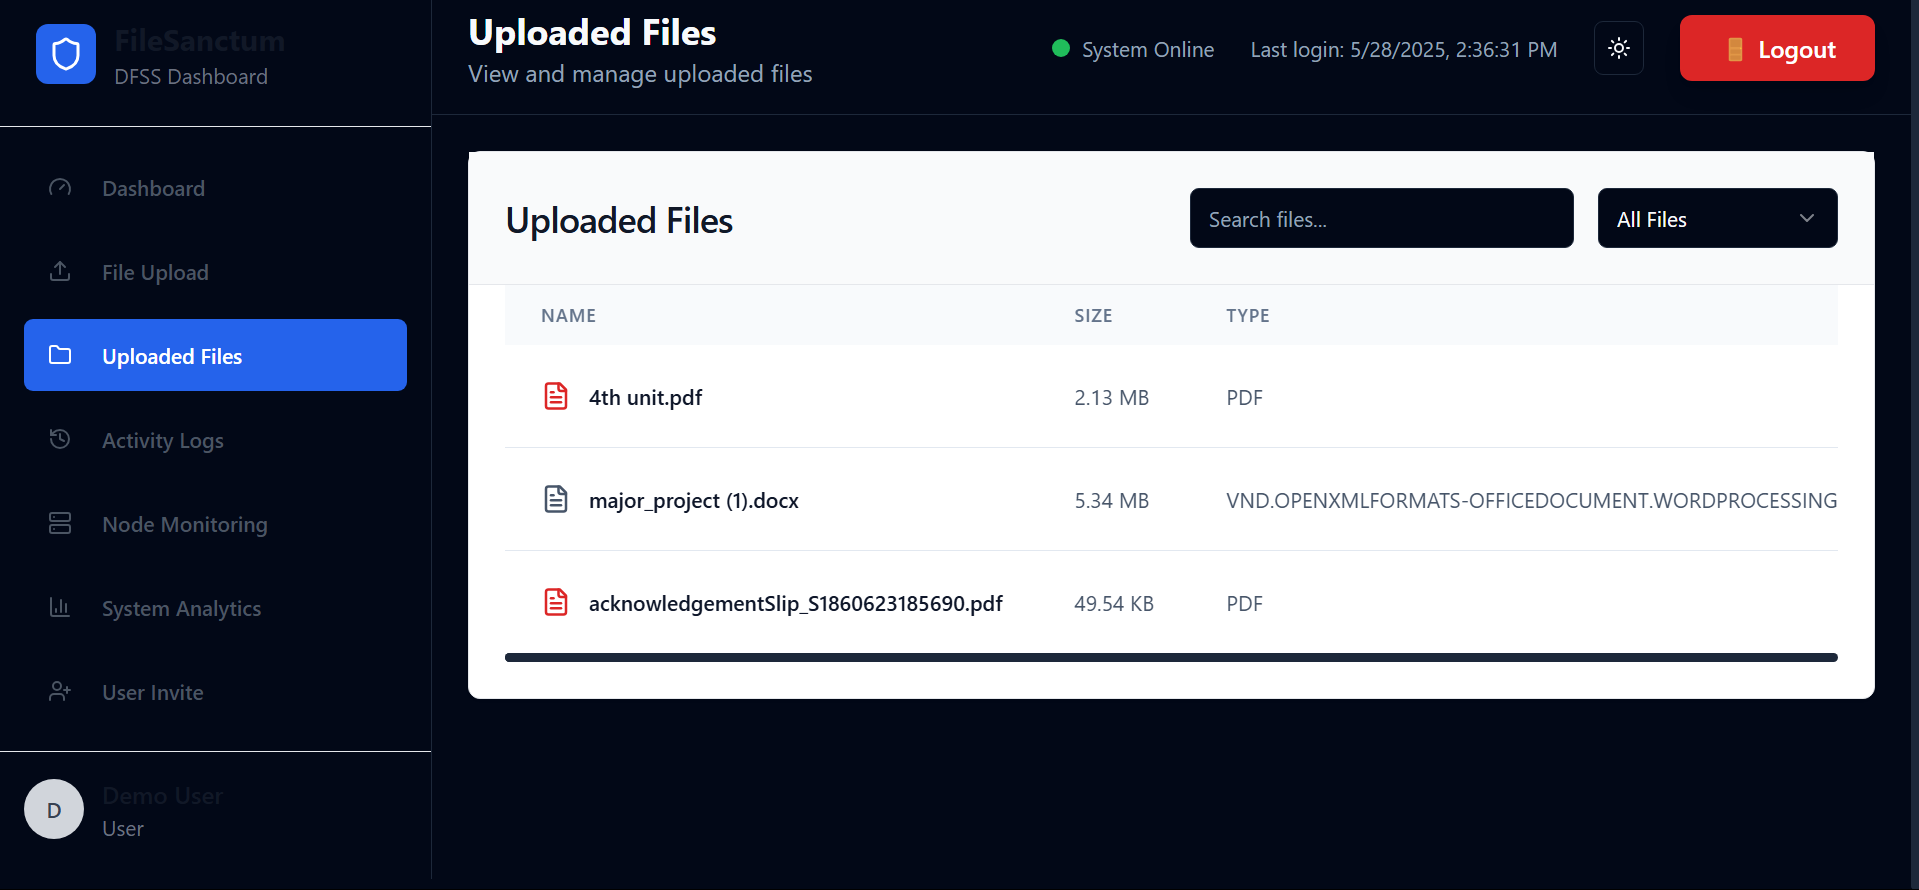 FileSanctum
DFSS Dashboard
Dashboard
File Upload
Uploaded Files
Activity Logs
Node Monitoring
System Analytics
User Invite
D
Demo User
User
Uploaded Files
View and manage uploaded files
System Online
Last login: 5/28/2025, 2:36:31 PM
Logout
Uploaded Files
Search files...
All Files
NAME SIZE TYPE
4th unit.pdf 2.13 MB PDF
major_project (1).docx 5.34 MB VND.OPENXMLFORMATS-OFFICEDOCUMENT.WORDPROCESSING
acknowledgementSlip_S1860623185690.pdf 49.54 KB PDF